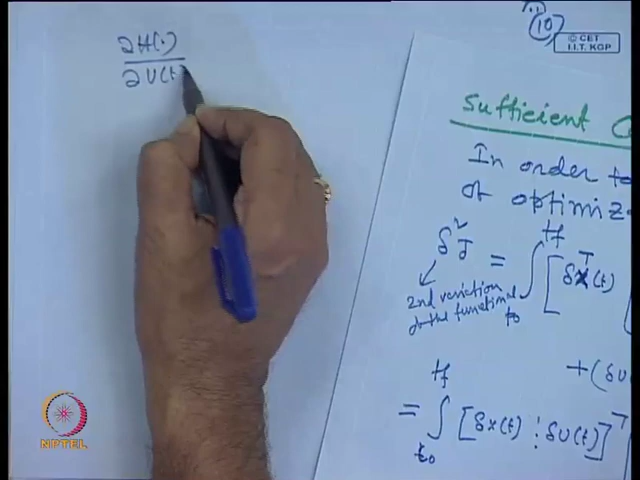 ∂H(·)
∂U(t)
(10)
© CET
I.I.T. KGP
Sufficient
In order to
of optimiz
δ²J = ∫ t₀ tf [δx^T(t)
2nd variation
of the functional
+(δu
= ∫ t₀ tf [δx(t) ⋮ δu(t)]^T
NPTEL